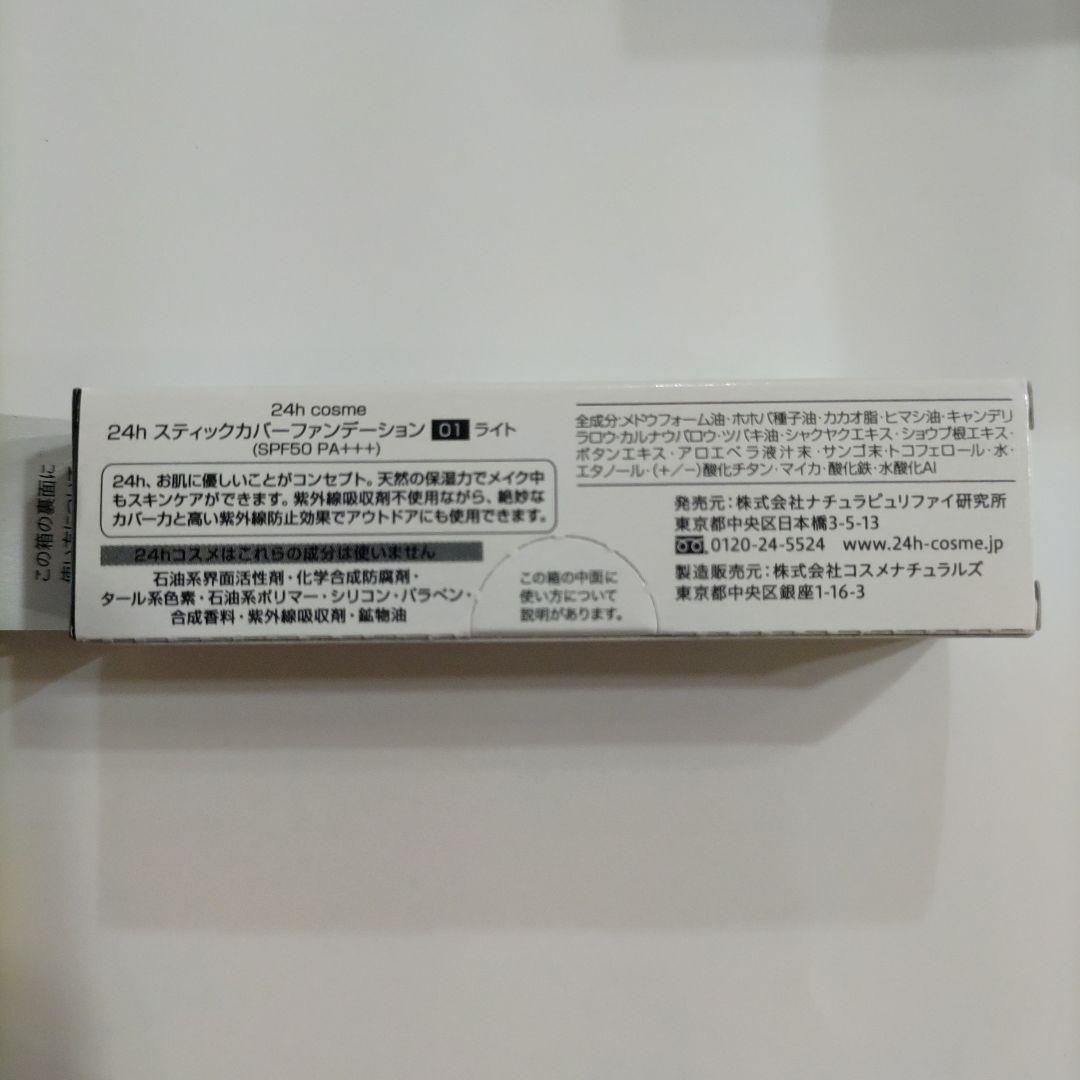 24h cosme
24h スティックカバーファンデーション 01 ライト
(SPF50 PA+++)
24h、お肌に優しいことがコンセプト。天然の保湿力でメイク中
もスキンケアができます。紫外線吸収剤不使用ながら、絶妙な
カバー力と高い紫外線防止効果でアウトドアにも使用できます。
24hコスメはこれらの成分は使いません
石油系界面活性剤・化学合成防腐剤・
タール系色素・石油系ポリマー・シリコン・パラベン・
合成香料・紫外線吸収剤・鉱物油
この箱の中面に
使い方について
説明があります。
全成分:メドウフォーム油・ホホバ種子油・カカオ脂・ヒマシ油・キャンデリ
ラロウ・カルナウバロウ・ツバキ油・シャクヤクエキス・ショウブ根エキス・
ボタンエキス・アロエベラ液汁末・サンゴ末・トコフェロール・水・
エタノール・(+/−)酸化チタン・マイカ・酸化鉄・水酸化Al
発売元:株式会社ナチュラピュリファイ研究所
東京都中央区日本橋3-5-13
0120-24-5524 www.24h-cosme.jp
製造販売元:株式会社コスメナチュラルズ
東京都中央区銀座1-16-3
この箱の裏面に